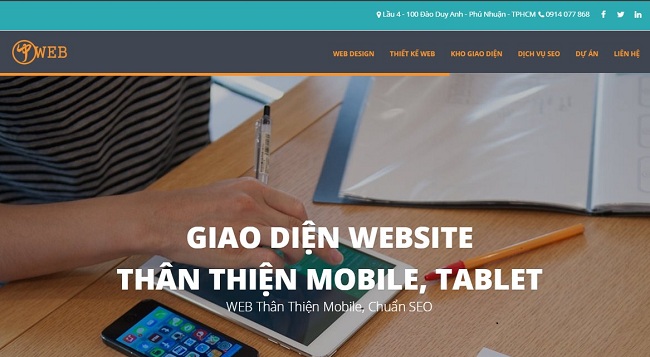 Lầu 4 - 100 Đào Duy Anh - Phú Nhuận - TPHCM 0914 077 868
WEB
WEB DESIGN THIẾT KẾ WEB KHO GIAO DIỆN DỊCH VỤ SEO DỰ ÁN LIÊN HỆ
GIAO DIỆN WEBSITE
THÂN THIỆN MOBILE, TABLET
WEB Thân Thiện Mobile, Chuẩn SEO